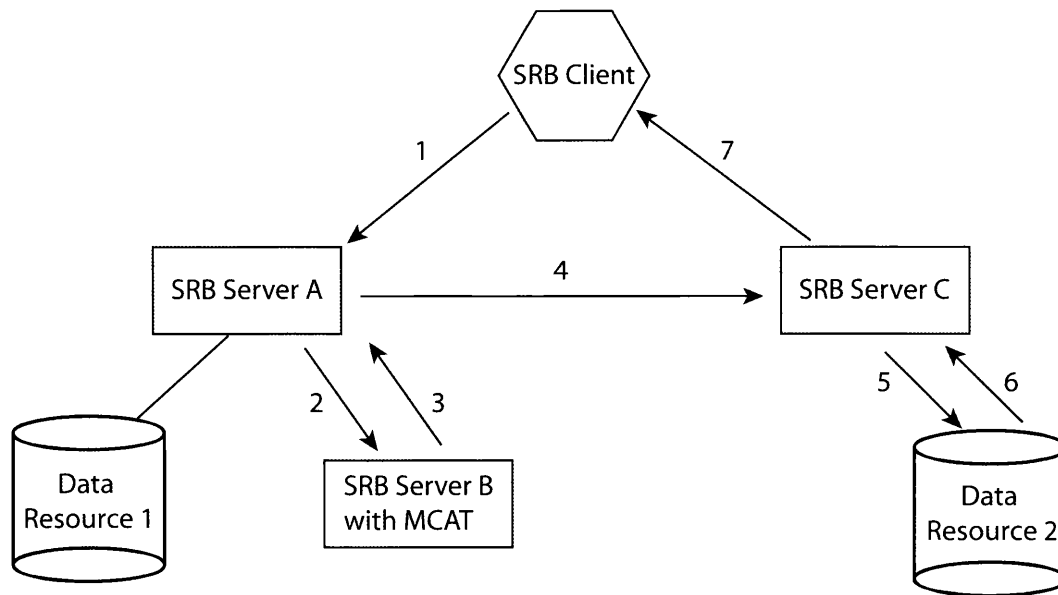 SRB Client
1
7
SRB Server A
4
SRB Server C
2
3
5
6
Data
Resource 1
SRB Server B
with MCAT
Data
Resource 2